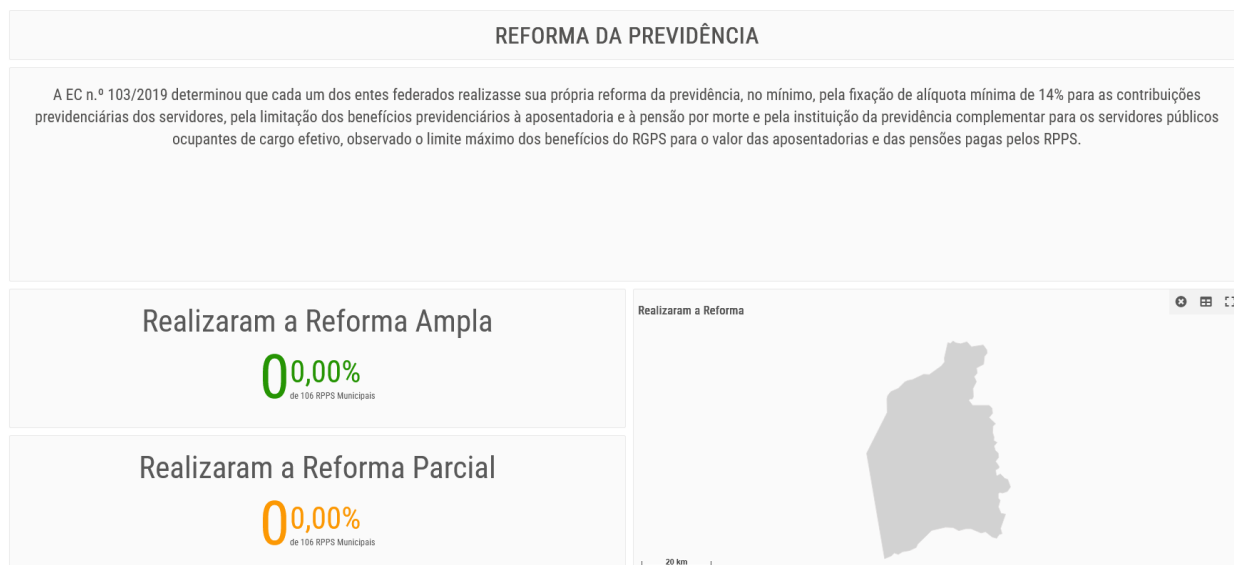 REFORMA DA PREVIDÊNCIA
A EC n.º 103/2019 determinou que cada um dos entes federados realizasse sua própria reforma da previdência, no mínimo, pela fixação de alíquota mínima de 14% para as contribuições
previdenciárias dos servidores, pela limitação dos benefícios previdenciários à aposentadoria e à pensão por morte e pela instituição da previdência complementar para os servidores públicos
ocupantes de cargo efetivo, observado o limite máximo dos benefícios do RGPS para o valor das aposentadorias e das pensões pagas pelos RPPS.
Realizaram a Reforma Ampla
0 0,00%
de 106 RPPS Municipais
Realizaram a Reforma Parcial
0 0,00%
de 106 RPPS Municipais
Realizaram a Reforma
20 km